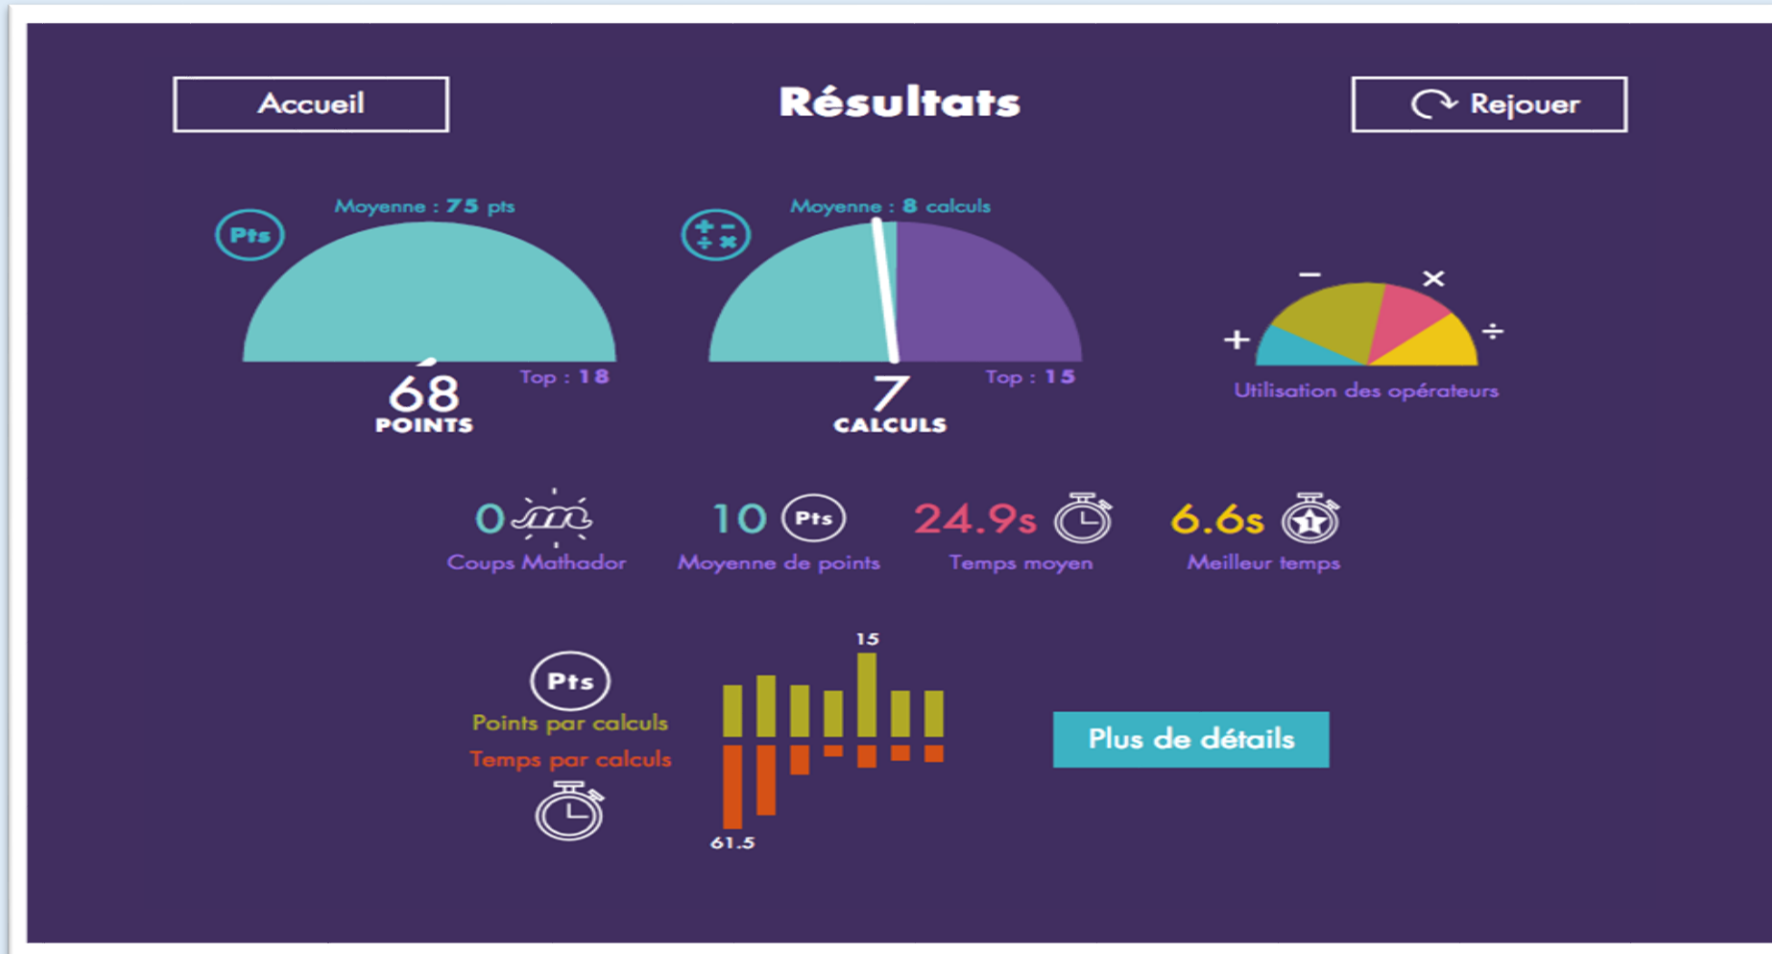 Accueil
Résultats
Rejouer
Moyenne : 75 pts
Pts
Top : 18
68
POINTS
Moyenne : 8 calculs
+ −
÷ ×
Top : 15
7
CALCULS
−
×
+
÷
Utilisation des opérateurs
0
Coups Mathador
10 Pts
Moyenne de points
24.9s
Temps moyen
6.6s 1
Meilleur temps
Pts
Points par calculs
Temps par calculs
15
61.5
Plus de détails